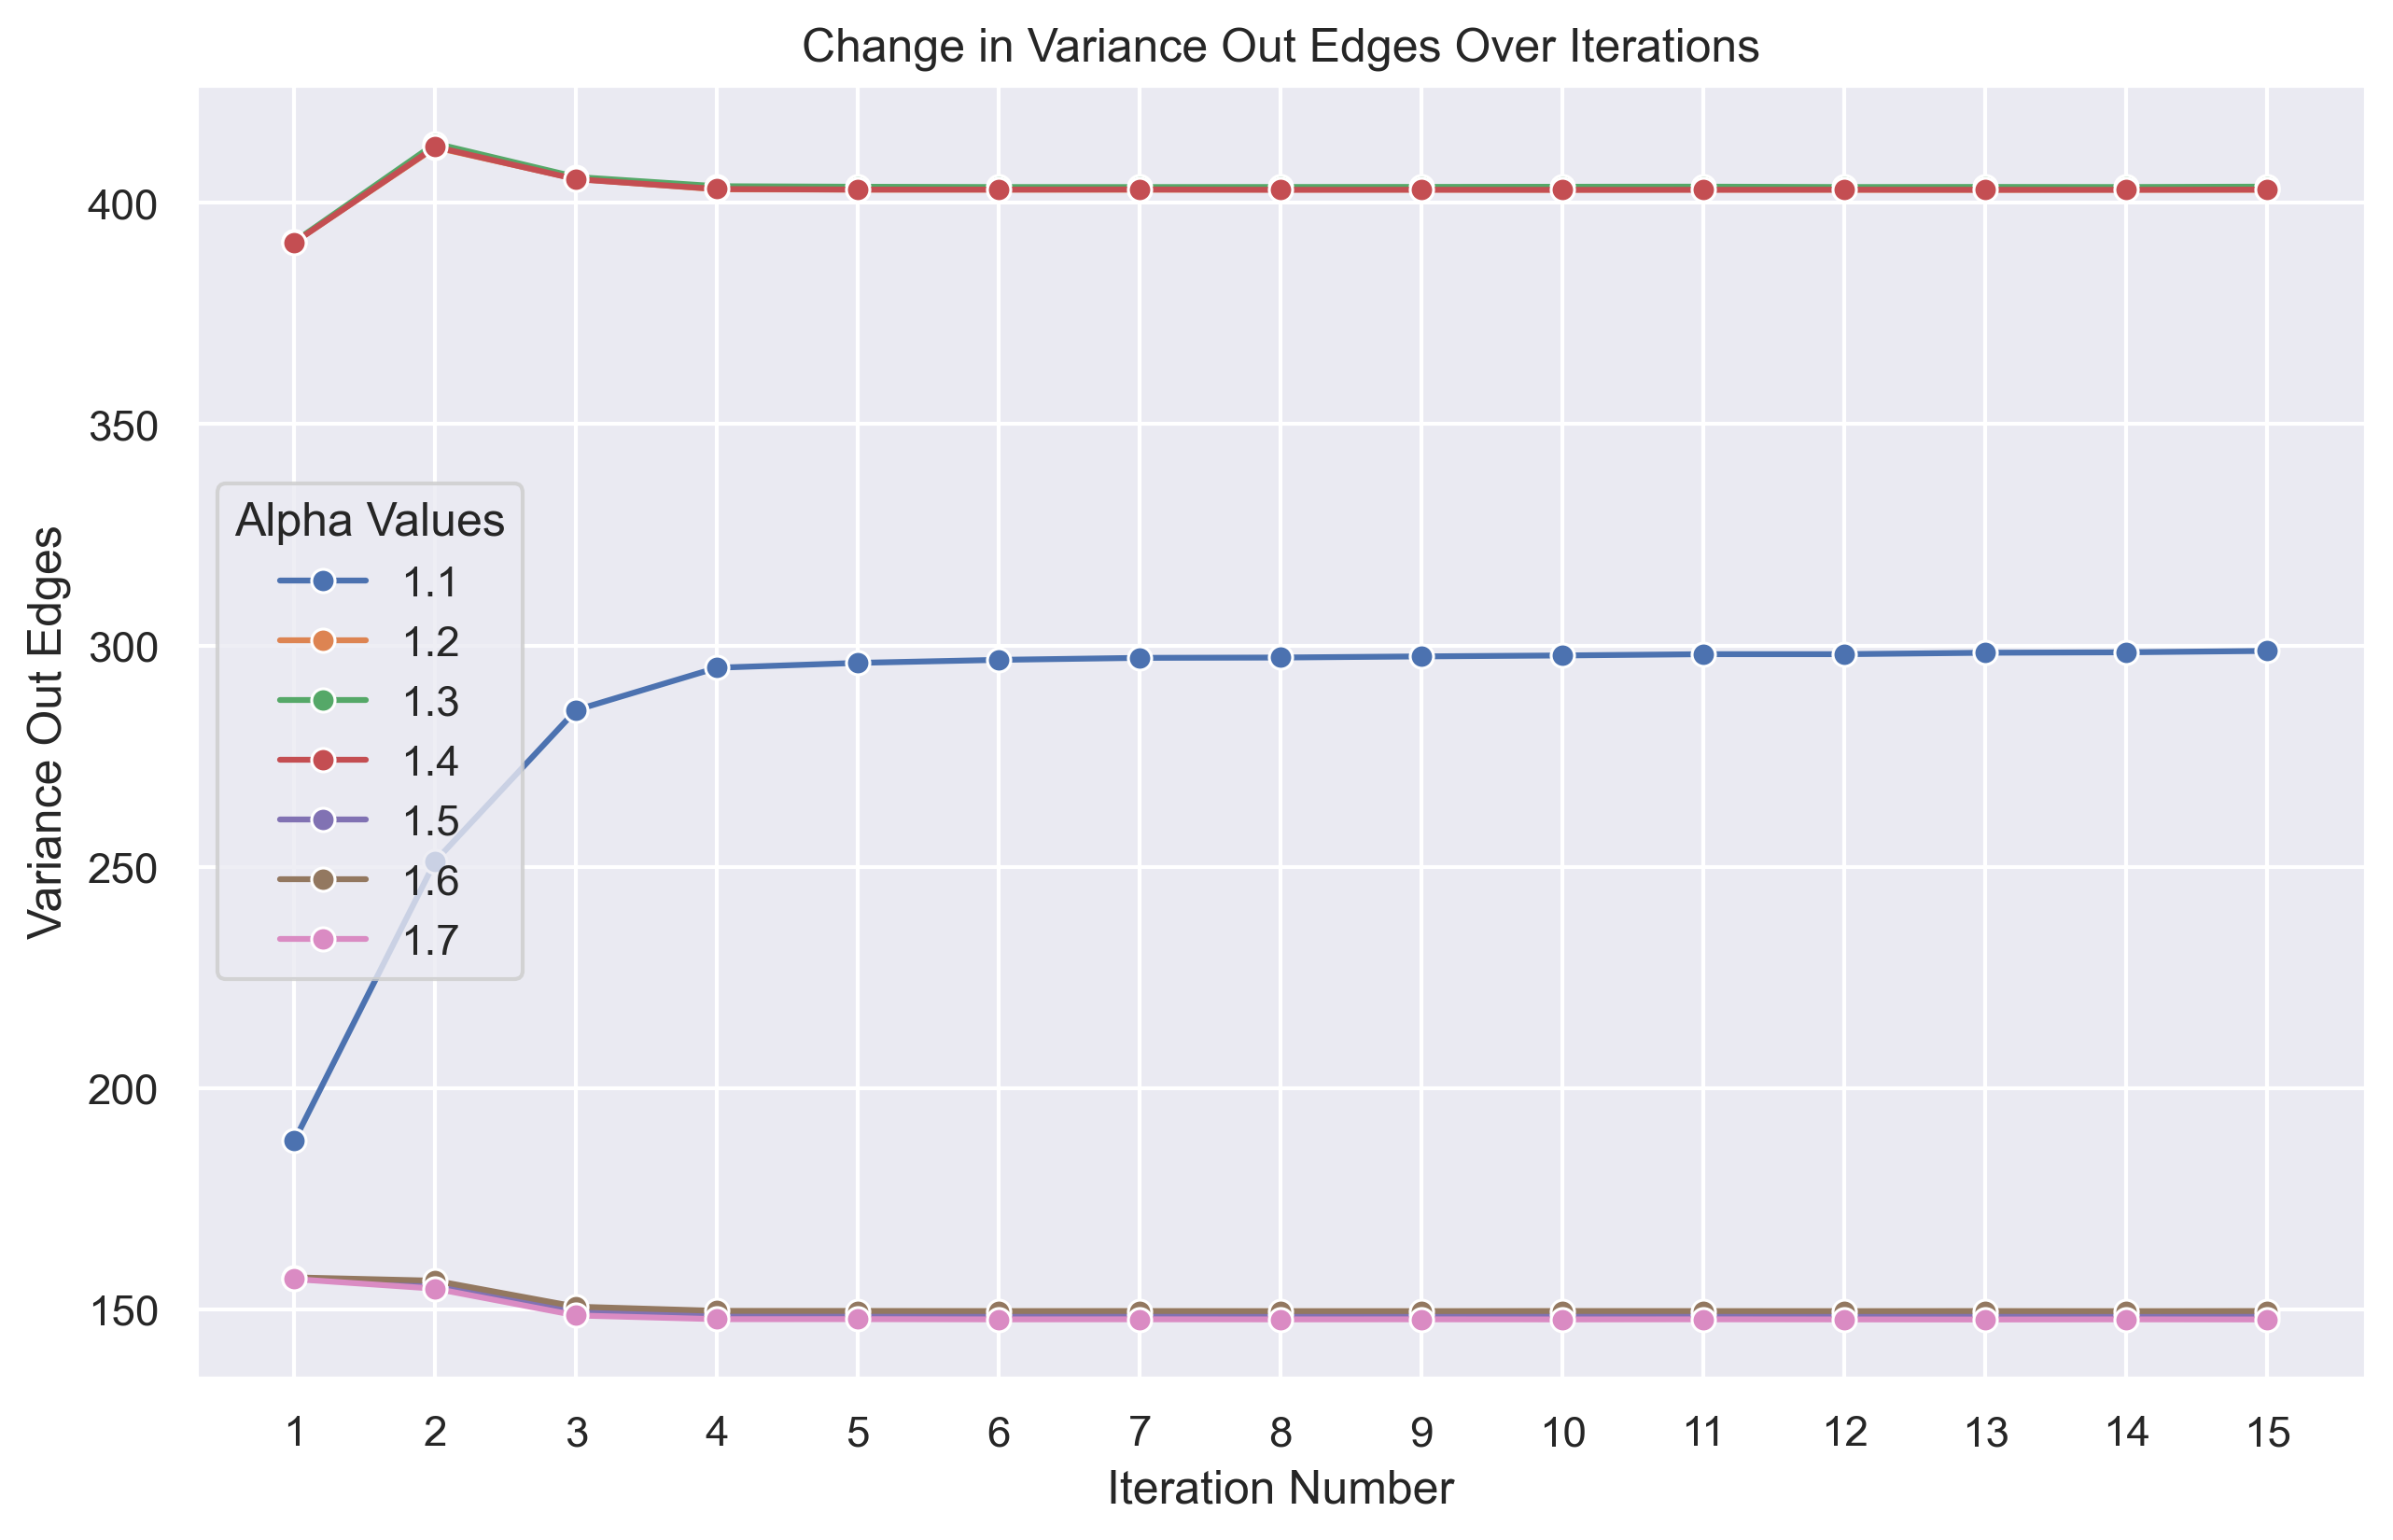 Change in Variance Out Edges Over Iterations
Variance Out Edges
400
350
300
250
200
150
Alpha Values
1.1
1.2
1.3
1.4
1.5
1.6
1.7
1 2 3 4 5 6 7 8 9 10 11 12 13 14 15
Iteration Number